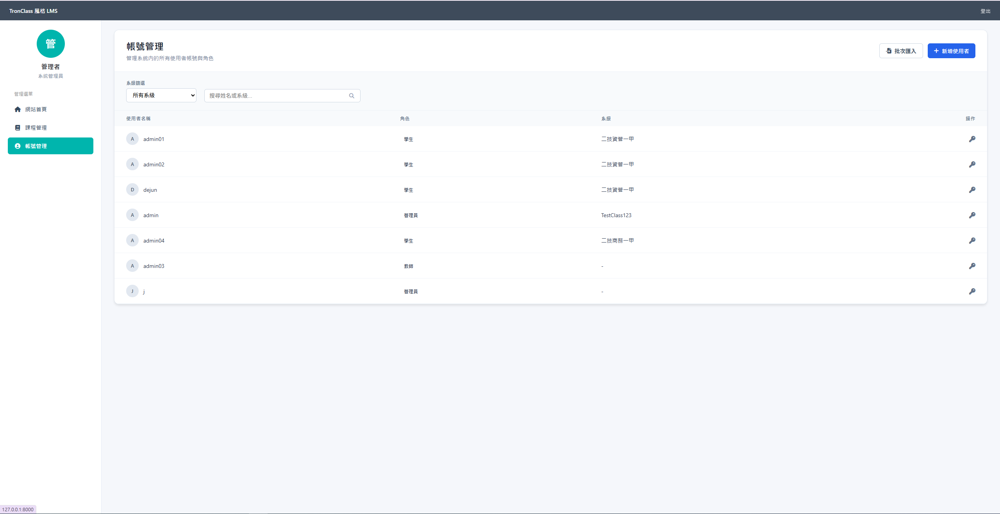 TronClass 風格 LMS
登出
管
管理者
系統管理員
管理選單
網站首頁
課程管理
帳號管理
帳號管理
管理系統內的所有使用者帳號與角色
批次匯入
新增使用者
系級篩選
所有系級
搜尋姓名或系級...
使用者名稱 角色 系級 操作
A admin01 學生 二技資管一甲
A admin02 學生 二技資管一甲
D dejun 學生 二技資管一甲
A admin 管理員 TestClass123
A admin04 學生 二技商務一甲
A admin03 教師 -
J j 管理員 -
127.0.0.1:8000